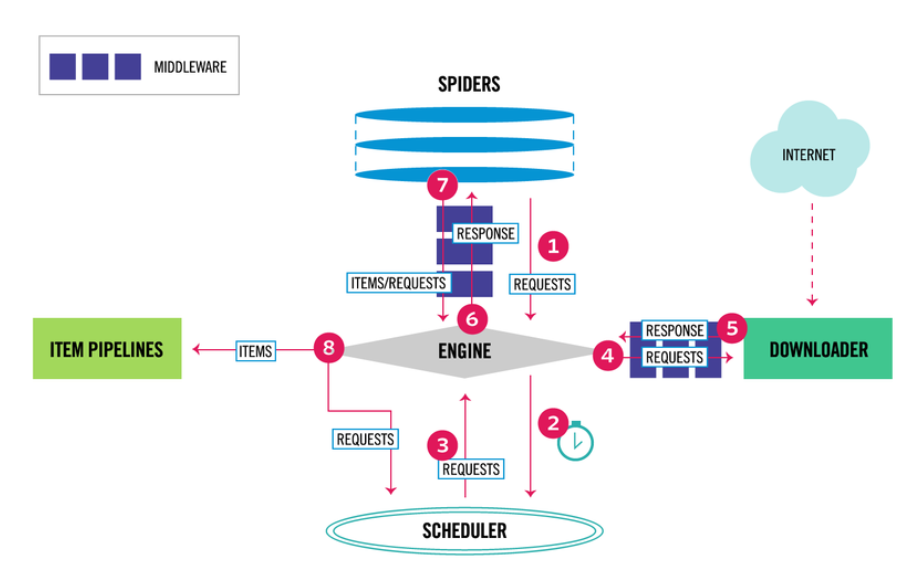 MIDDLEWARE
SPIDERS
INTERNET
7
RESPONSE
1
ITEMS/REQUESTS
REQUESTS
6
RESPONSE
5
ITEM PIPELINES
ITEMS
8
ENGINE
4
REQUESTS
DOWNLOADER
2
REQUESTS
3
REQUESTS
SCHEDULER